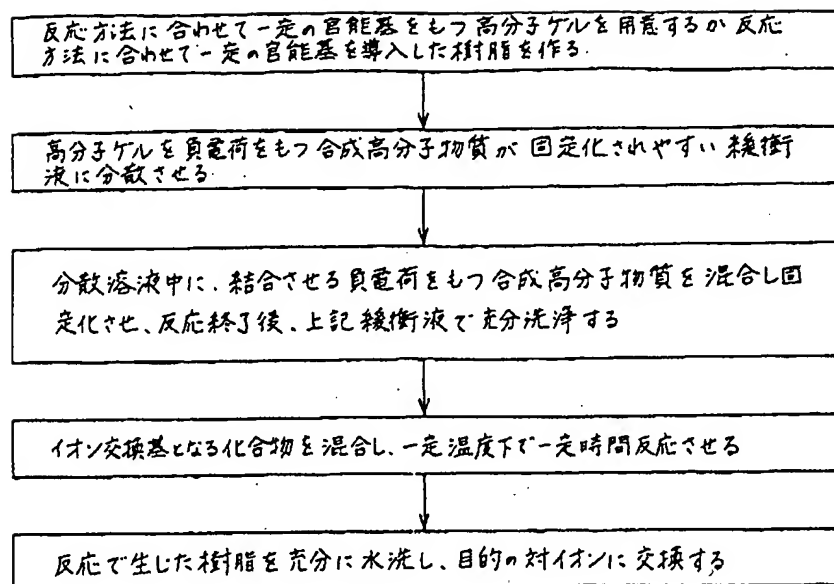 反応方法に合わせて一定の官能基をもつ高分子ゲルを用意するか反応
方法に合わせて一定の官能基を導入した樹脂を作る.
高分子ゲルを負電荷をもつ合成高分子物質が固定化されやすい緩衝
液に分散させる.
分散溶液中に、結合させる負電荷をもつ合成高分子物質を混合し固
定化させ、反応終了後、上記緩衝液で充分洗浄する
イオン交換基となる化合物を混合し、一定温度下で一定時間反応させる
反応で生じた樹脂を充分に水洗し、目的の対イオンに交換する